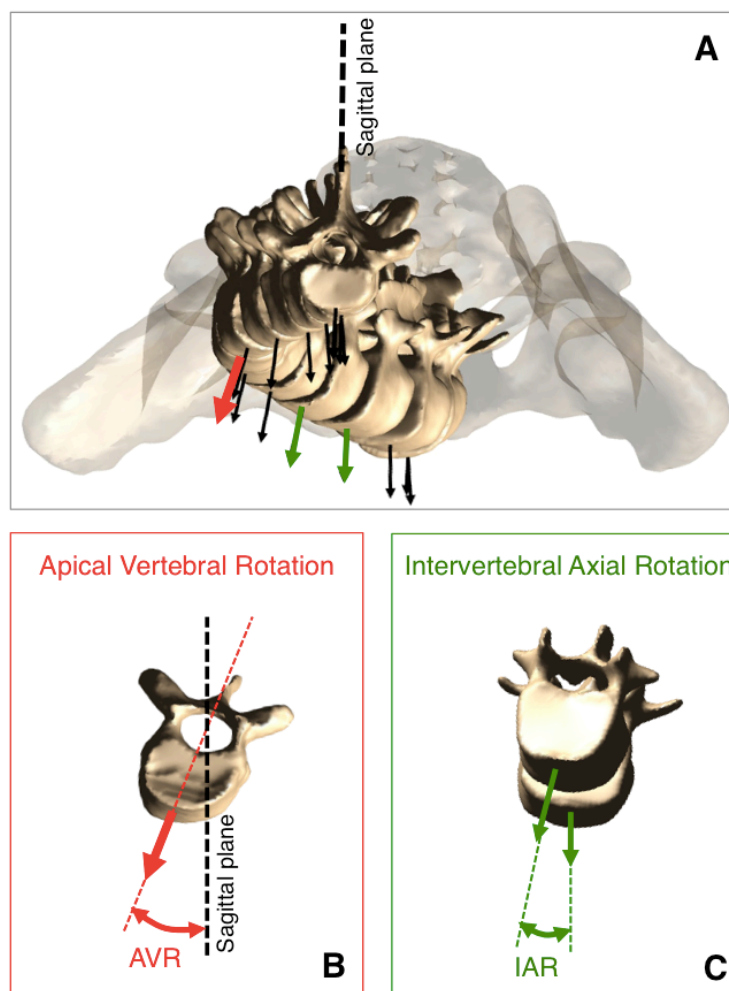 A
Sagittal plane
Apical Vertebral Rotation
Sagittal plane
AVR
B
Intervertebral Axial Rotation
IAR
C